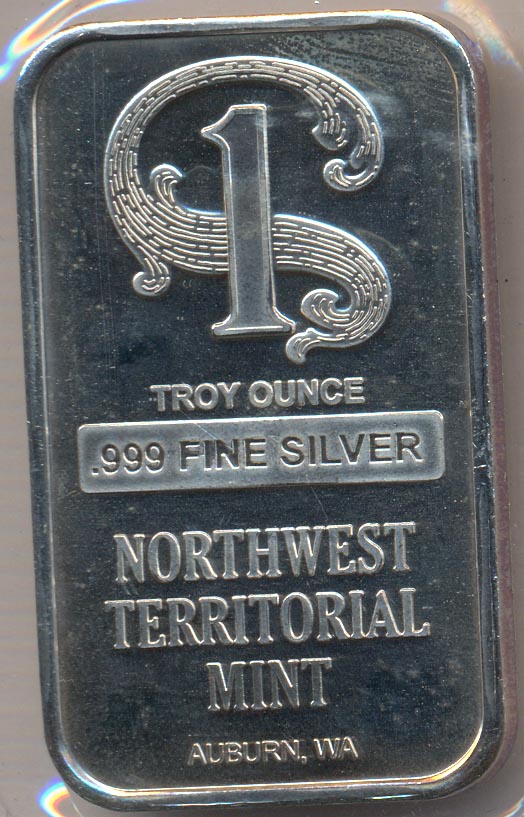 1
TROY OUNCE
.999 FINE SILVER
NORTHWEST
TERRITORIAL
MINT
AUBURN, WA